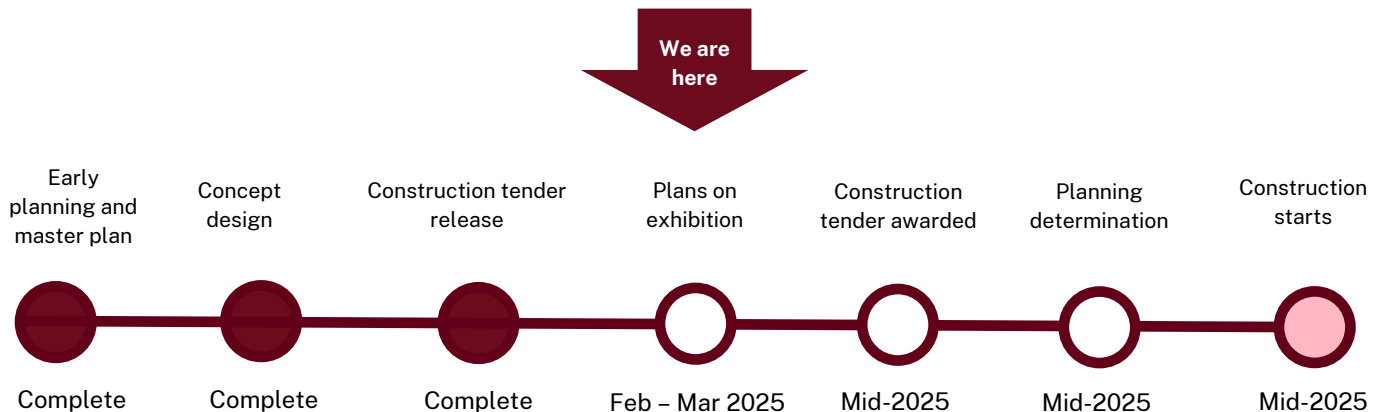 We are
here
Early
planning and
master plan
Concept
design
Construction tender
release
Plans on
exhibition
Construction
tender awarded
Planning
determination
Construction
starts
Complete
Complete
Complete
Feb – Mar 2025
Mid-2025
Mid-2025
Mid-2025